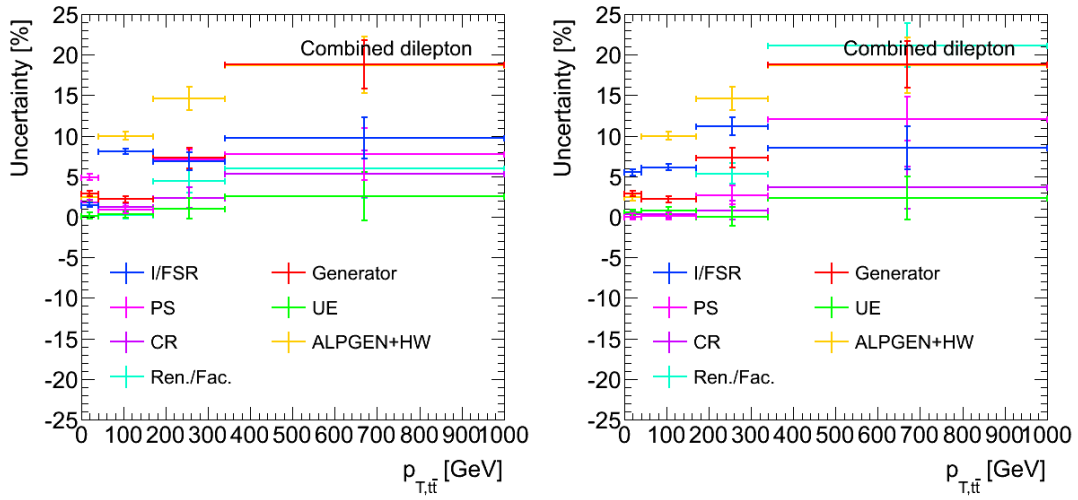 Uncertainty [%]
25
20
15
10
5
0
-5
-10
-15
-20
-25
Combined dilepton
I/FSR
Generator
PS
UE
CR
ALPGEN+HW
Ren./Fac.
0 100 200 300 400 500 600 700 800 900 1000
p_T,tt̄ [GeV]
Uncertainty [%]
25
20
15
10
5
0
-5
-10
-15
-20
-25
Combined dilepton
I/FSR
Generator
PS
UE
CR
ALPGEN+HW
Ren./Fac.
0 100 200 300 400 500 600 700 800 900 1000
p_T,tt̄ [GeV]